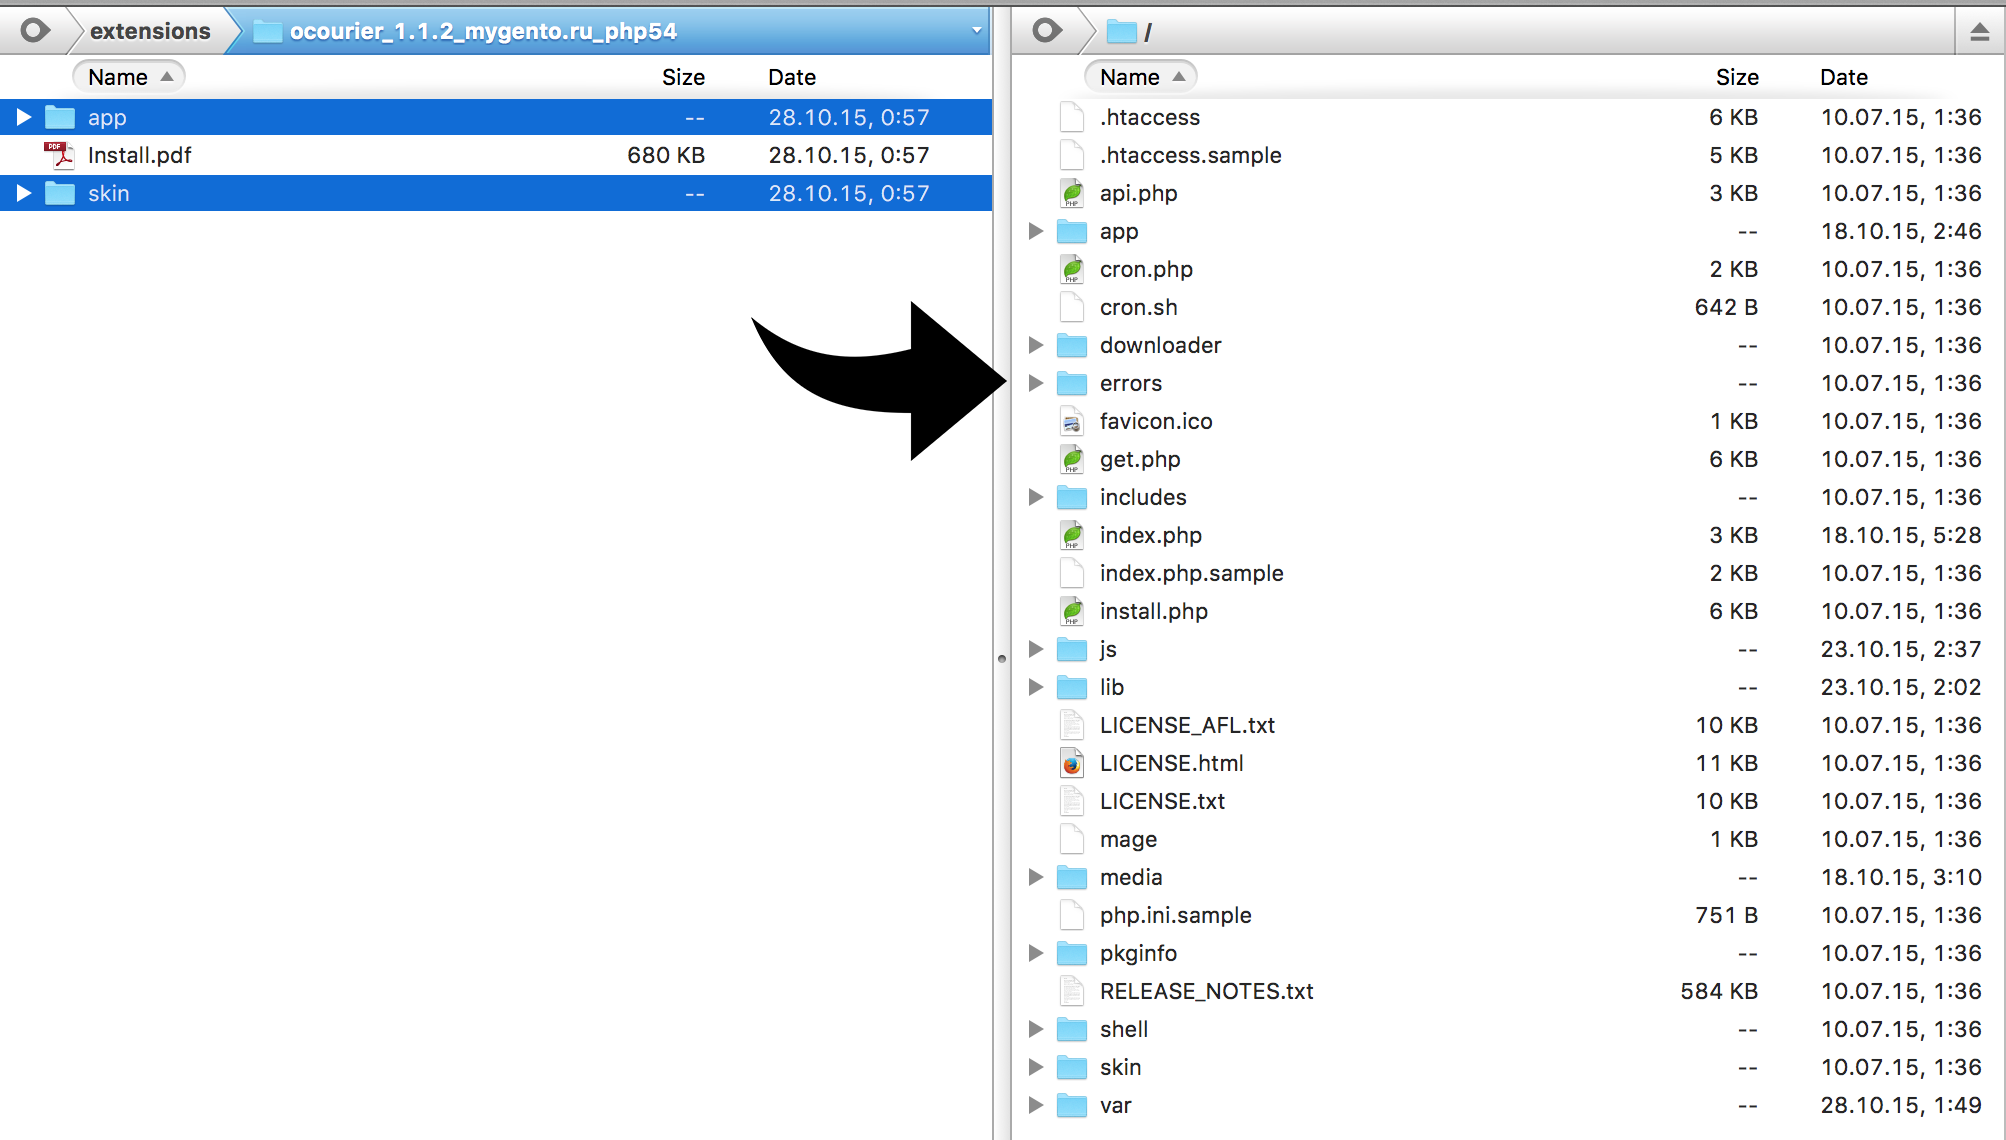 extensions ocourier_1.1.2_mygento.ru_php54
Name Size Date
app -- 28.10.15, 0:57
PDF Install.pdf 680 KB 28.10.15, 0:57
skin -- 28.10.15, 0:57
/
Name Size Date
.htaccess 6 KB 10.07.15, 1:36
.htaccess.sample 5 KB 10.07.15, 1:36
PHP api.php 3 KB 10.07.15, 1:36
app -- 18.10.15, 2:46
PHP cron.php 2 KB 10.07.15, 1:36
cron.sh 642 B 10.07.15, 1:36
downloader -- 10.07.15, 1:36
errors -- 10.07.15, 1:36
favicon.ico 1 KB 10.07.15, 1:36
PHP get.php 6 KB 10.07.15, 1:36
includes -- 10.07.15, 1:36
PHP index.php 3 KB 18.10.15, 5:28
index.php.sample 2 KB 10.07.15, 1:36
PHP install.php 6 KB 10.07.15, 1:36
js -- 23.10.15, 2:37
lib -- 23.10.15, 2:02
LICENSE_AFL.txt 10 KB 10.07.15, 1:36
LICENSE.html 11 KB 10.07.15, 1:36
LICENSE.txt 10 KB 10.07.15, 1:36
mage 1 KB 10.07.15, 1:36
media -- 18.10.15, 3:10
php.ini.sample 751 B 10.07.15, 1:36
pkginfo -- 10.07.15, 1:36
RELEASE_NOTES.txt 584 KB 10.07.15, 1:36
shell -- 10.07.15, 1:36
skin -- 10.07.15, 1:36
var -- 28.10.15, 1:49